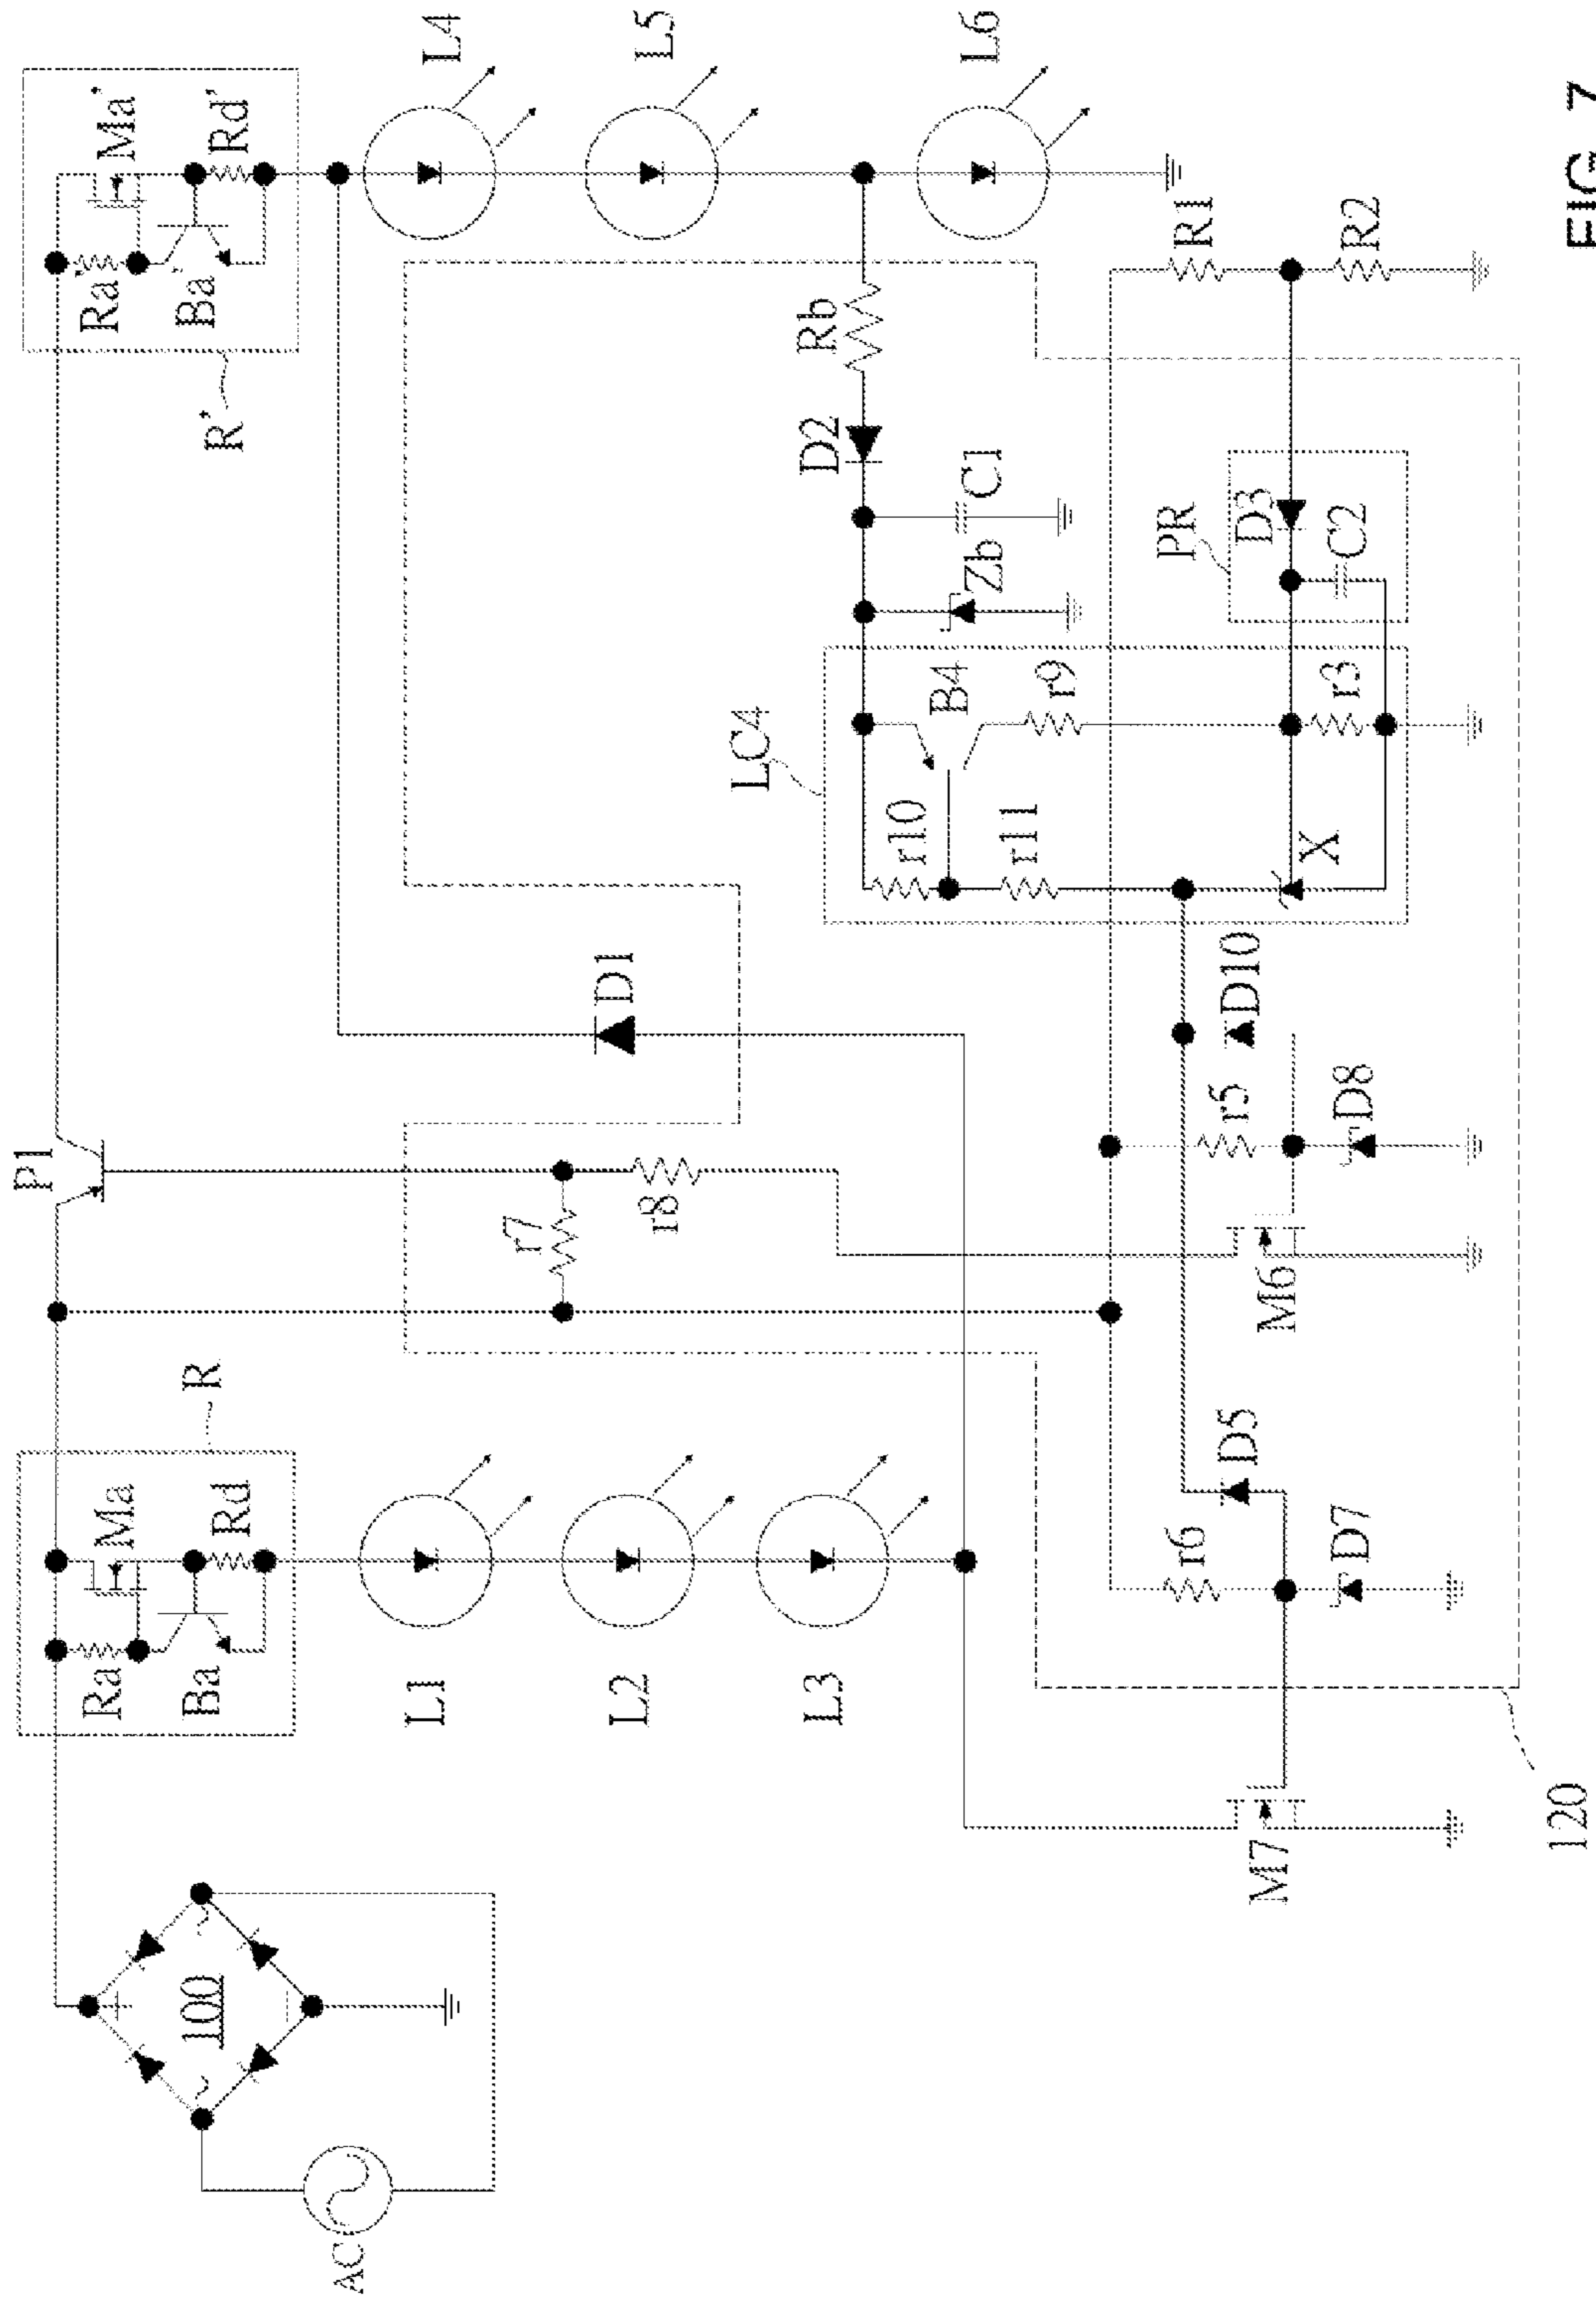 AC
100
~
~
+
−
R
Ra
Ma
Ba
Rd
L1
L2
L3
P1
r7
r8
D1
R'
Ra'
Ma'
Ba'
Rd'
L4
L5
L6
D2
Rb
C1
Zb
LC4
B4
r9
r10
r11
r3
X
PR
D3
C2
R1
R2
D10
r5
D8
M6
D5
r6
D7
M7
120
FIG. 7